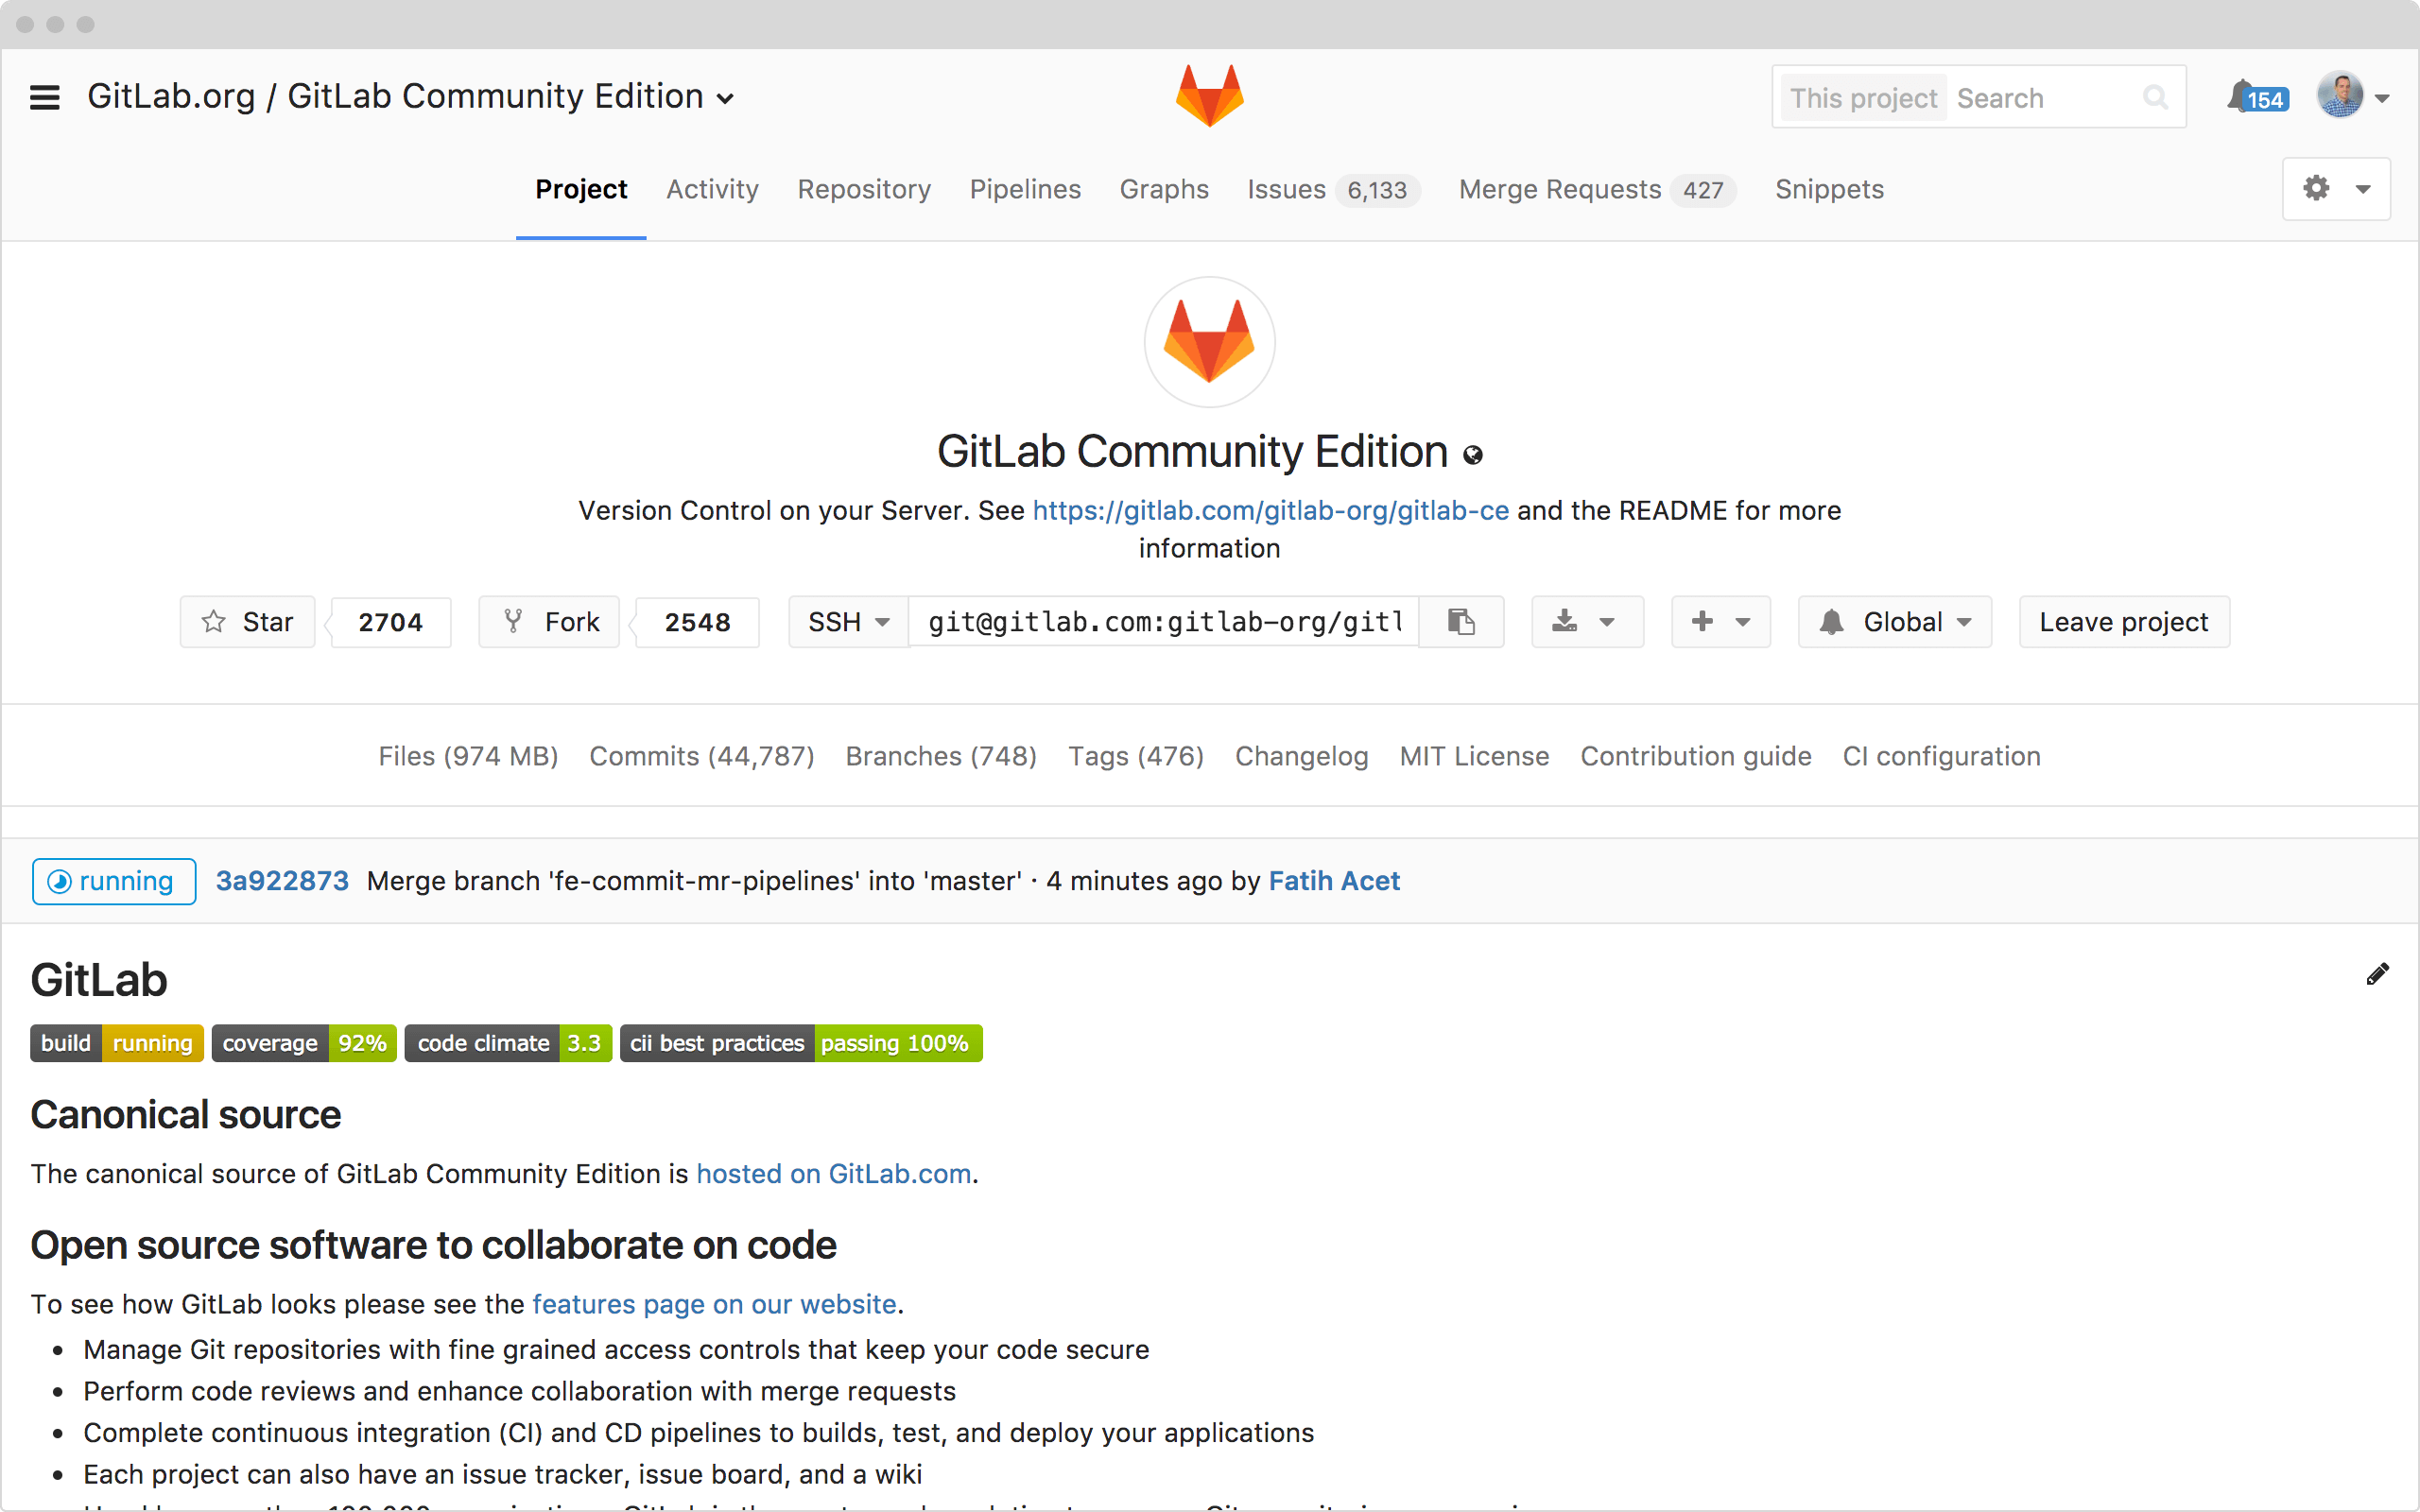 GitLab.org / GitLab Community Edition
This project Search
154
Project Activity Repository Pipelines Graphs Issues 6,133 Merge Requests 427 Snippets
GitLab Community Edition
Version Control on your Server. See https://gitlab.com/gitlab-org/gitlab-ce and the README for more
information
Star 2704 Fork 2548 SSH git@gitlab.com:gitlab-org/gitl Global Leave project
Files (974 MB) Commits (44,787) Branches (748) Tags (476) Changelog MIT License Contribution guide CI configuration
running 3a922873 Merge branch 'fe-commit-mr-pipelines' into 'master' · 4 minutes ago by Fatih Acet
GitLab
build running coverage 92% code climate 3.3 cii best practices passing 100%
Canonical source
The canonical source of GitLab Community Edition is hosted on GitLab.com.
Open source software to collaborate on code
To see how GitLab looks please see the features page on our website.
• Manage Git repositories with fine grained access controls that keep your code secure
• Perform code reviews and enhance collaboration with merge requests
• Complete continuous integration (CI) and CD pipelines to builds, test, and deploy your applications
• Each project can also have an issue tracker, issue board, and a wiki